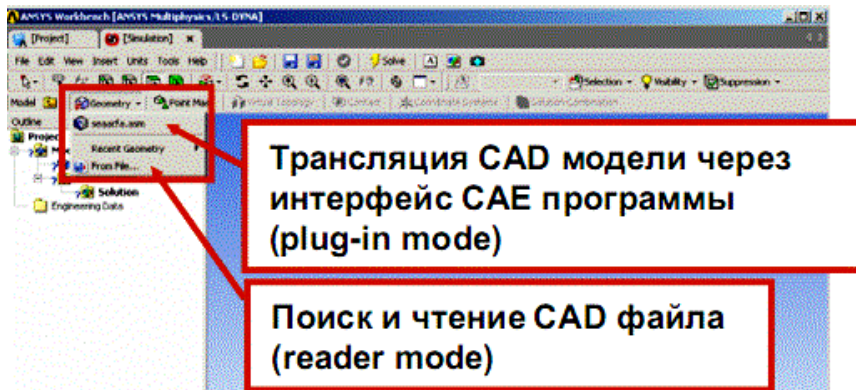 ANSYS Workbench [ANSYS Multiphysics/LS-DYNA]
[Project] [Simulation] x
File Edit View Insert Units Tools Help Solve
Selection Visibility Suppression
Model Geometry Point Mass Virtual Topology Contact Coordinate Systems Solution Combination
Outline
Recent Geometry
From File...
Solution
Engineering Data
Трансляция CAD модели через
интерфейс CAE программы
(plug-in mode)
Поиск и чтение CAD файла
(reader mode)